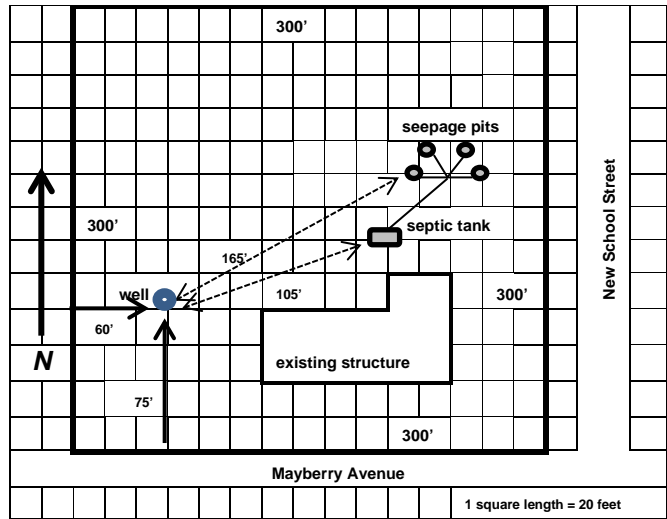 300'
seepage pits
New School Street
300'
septic tank
165'
well
105'
300'
60'
N
existing structure
75'
300'
Mayberry Avenue
1 square length = 20 feet